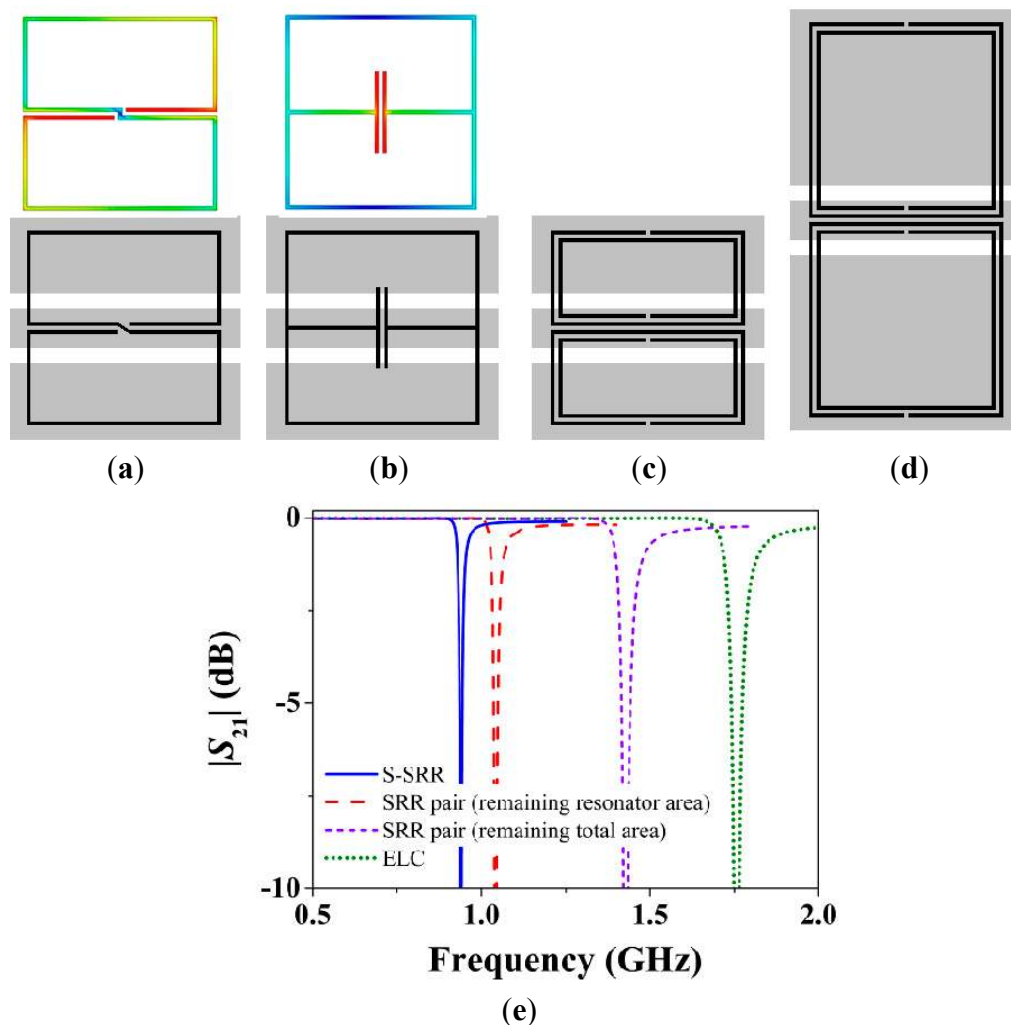 (a)
(b)
(c)
(d)
0
-5
-10
|S21| (dB)
S-SRR
SRR pair (remaining resonator area)
SRR pair (remaining total area)
ELC
0.5
1.0
1.5
2.0
Frequency (GHz)
(e)